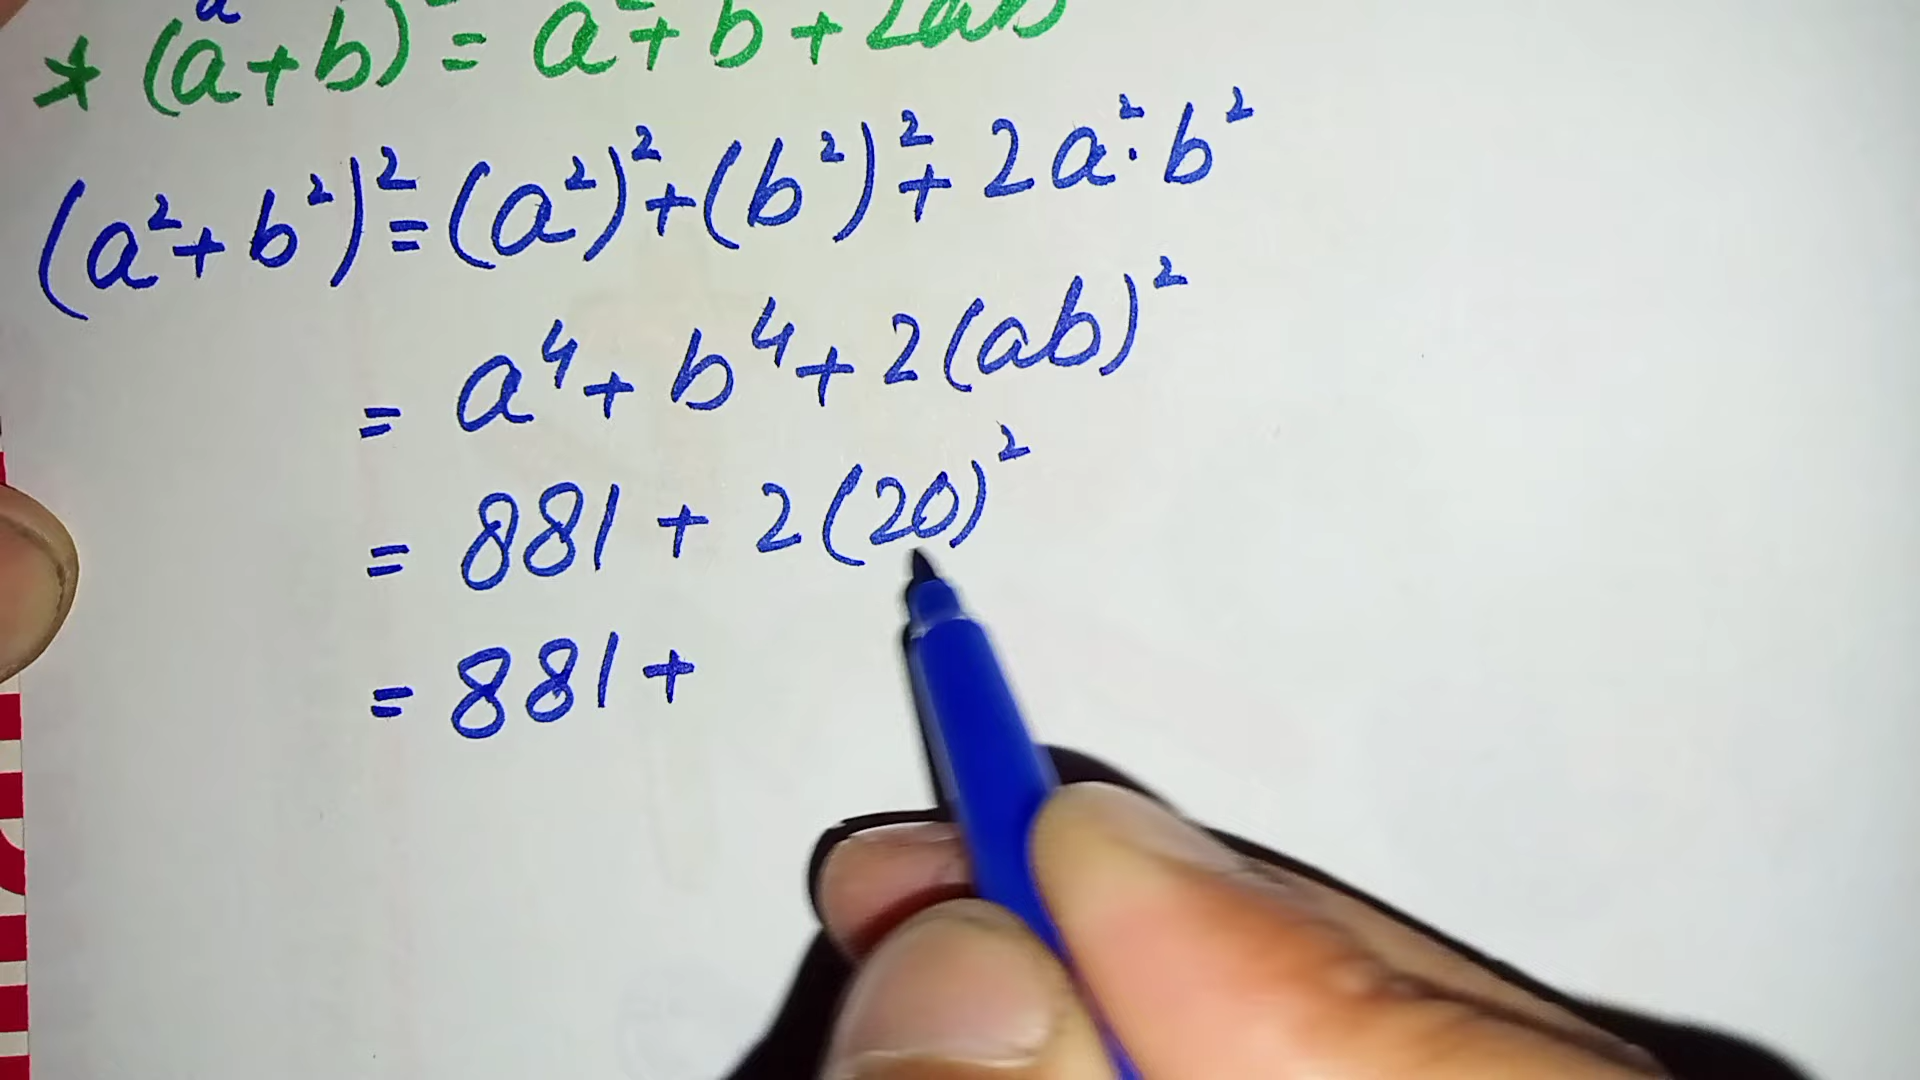 * (a+b)² = a²+b²+2ab
(a²+b²)²=(a²)²+(b²)²+2a²·b²
= a⁴+b⁴+2(ab)²
= 881 + 2(20)²
= 881+